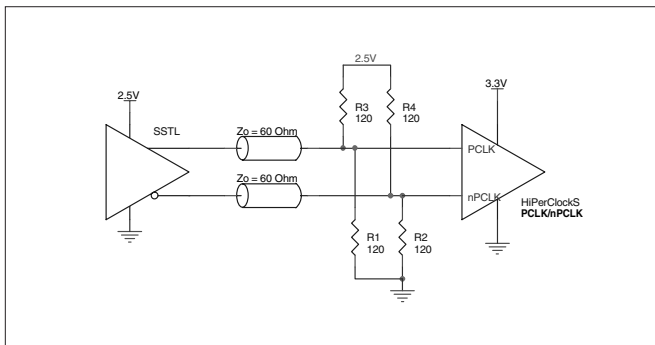 2.5V
2.5V
3.3V
SSTL
R3
120
R4
120
Zo = 60 Ohm
PCLK
Zo = 60 Ohm
nPCLK
HiPerClockS
PCLK/nPCLK
R1
120
R2
120